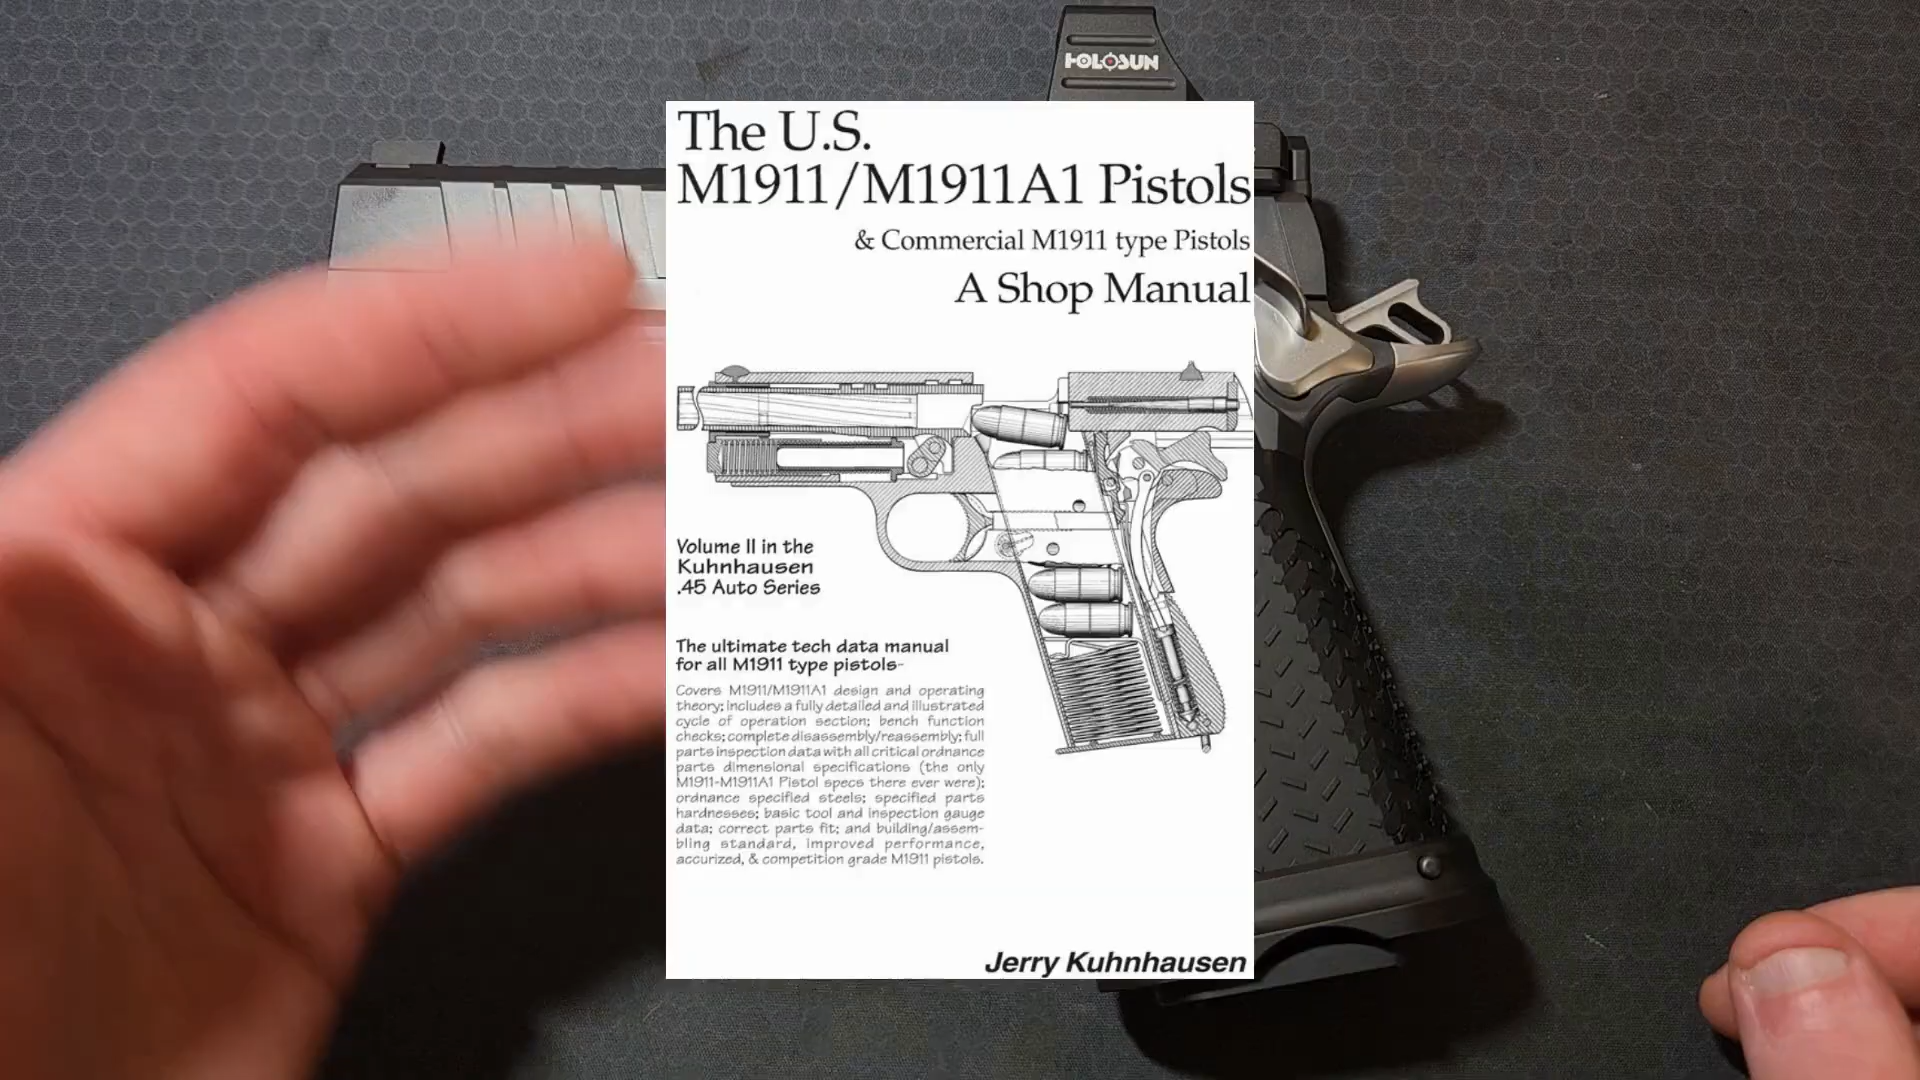 HOLOSUN
The U.S.
M1911/M1911A1 Pistols
& Commercial M1911 type Pistols
A Shop Manual
Volume II in the
Kuhnhausen
.45 Auto Series
The ultimate tech data manual
for all M1911 type pistols-
Covers M1911/M1911A1 design and operating
theory; includes a fully detailed and illustrated
cycle of operation section; bench function
checks; complete disassembly/reassembly; full
parts inspection data with all critical ordnance
parts dimensional specifications (the only
M1911-M1911A1 Pistol specs there ever were);
ordnance specified steels; specified parts
hardnesses; basic tool and inspection gauge
data; correct parts fit; and building/assem-
bling standard, improved performance,
accurized, & competition grade M1911 pistols.
Jerry Kuhnhausen